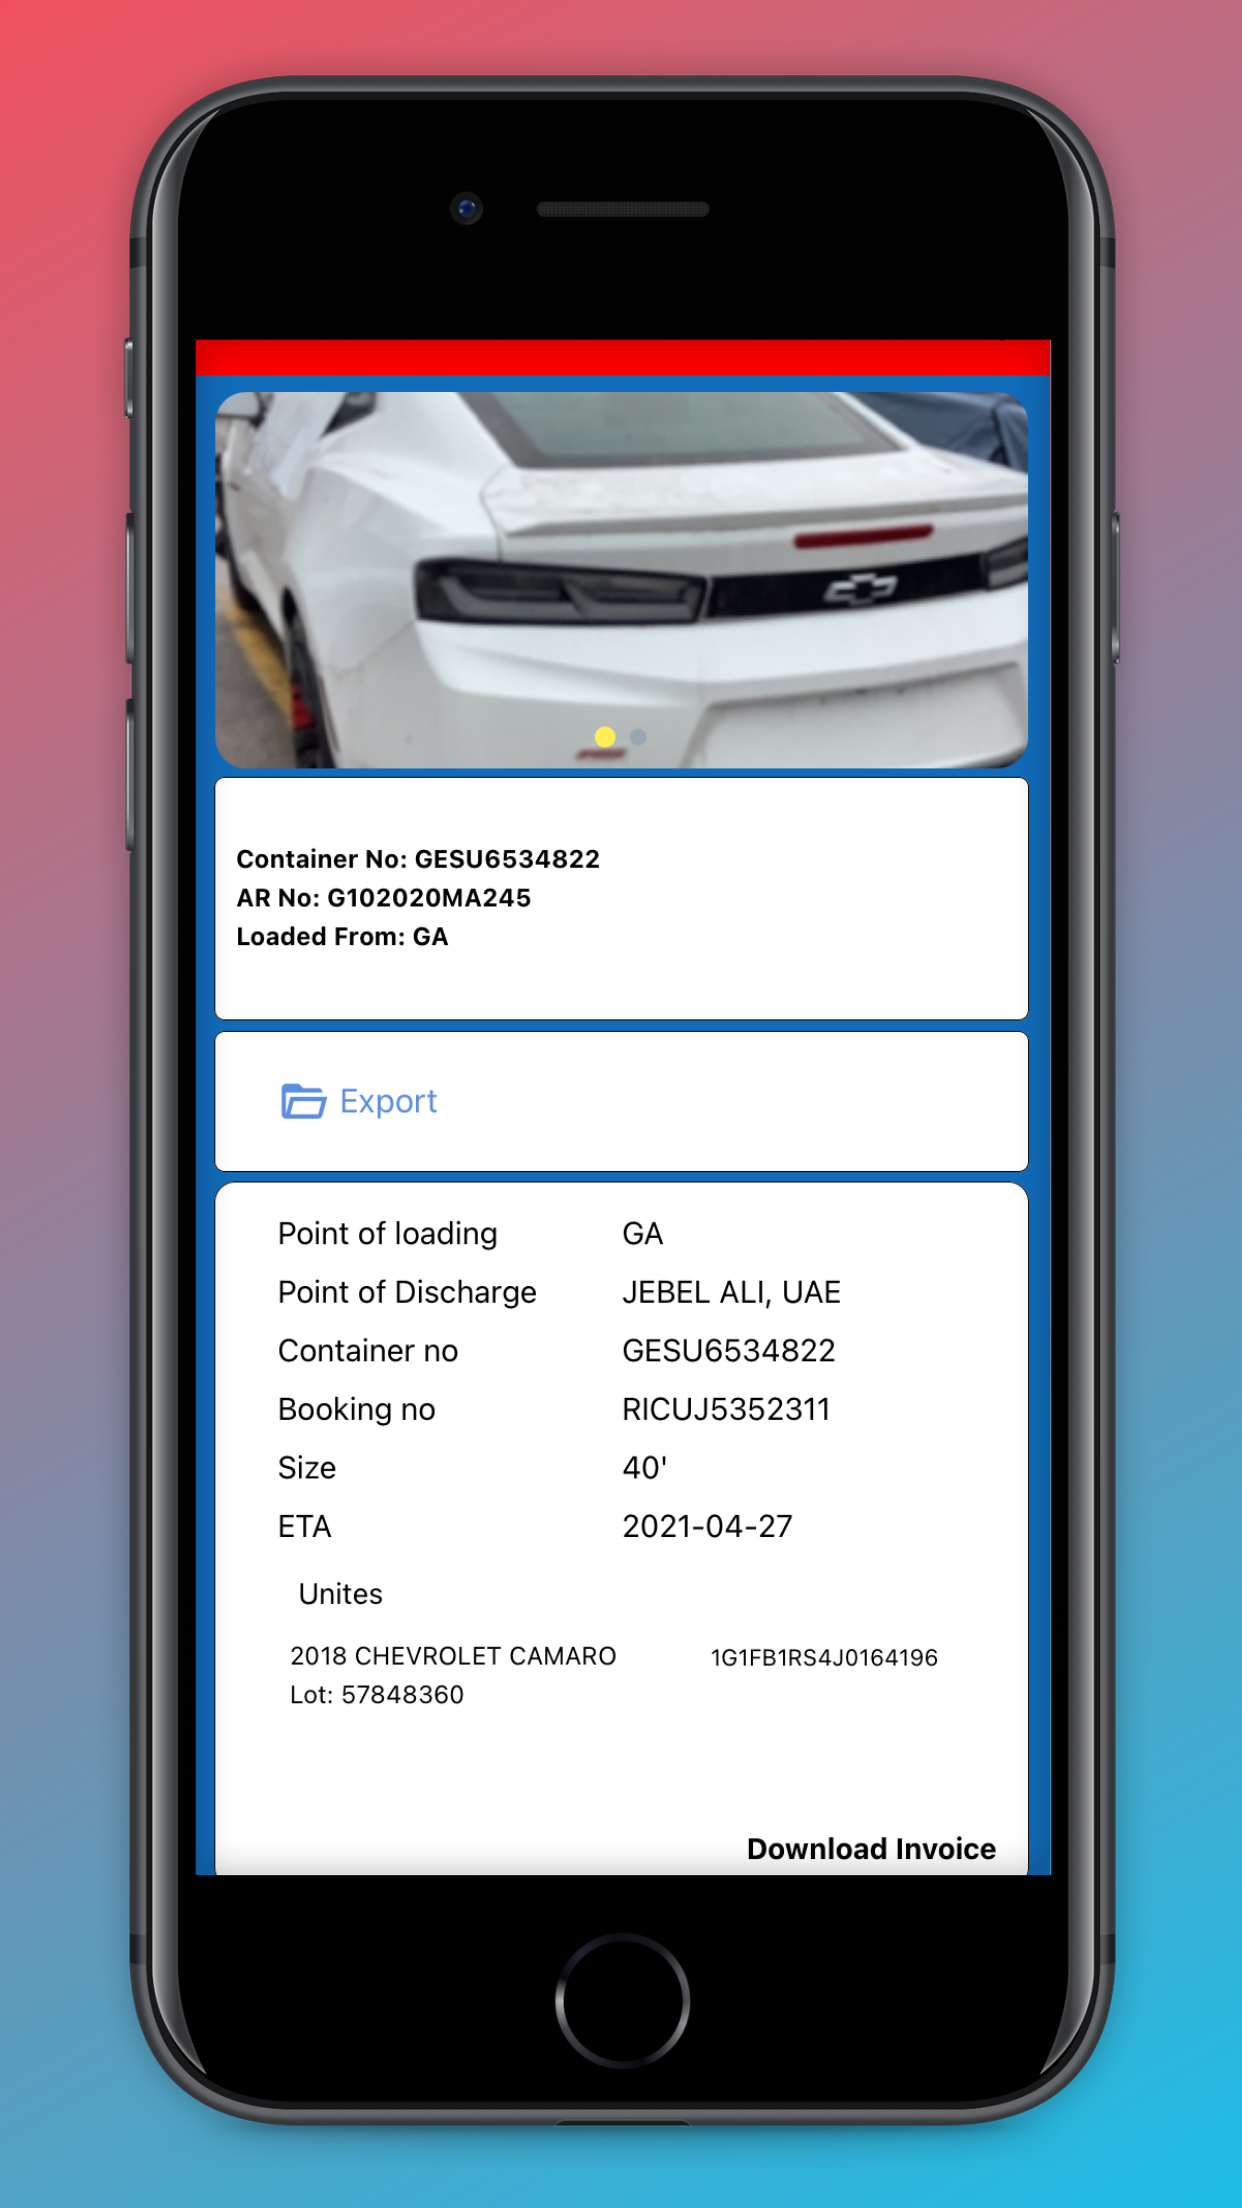 Container No: GESU6534822
AR No: G102020MA245
Loaded From: GA
Export
Point of loading GA
Point of Discharge JEBEL ALI, UAE
Container no GESU6534822
Booking no RICUJ5352311
Size 40'
ETA 2021-04-27
Unites
2018 CHEVROLET CAMARO 1G1FB1RS4J0164196
Lot: 57848360
Download Invoice